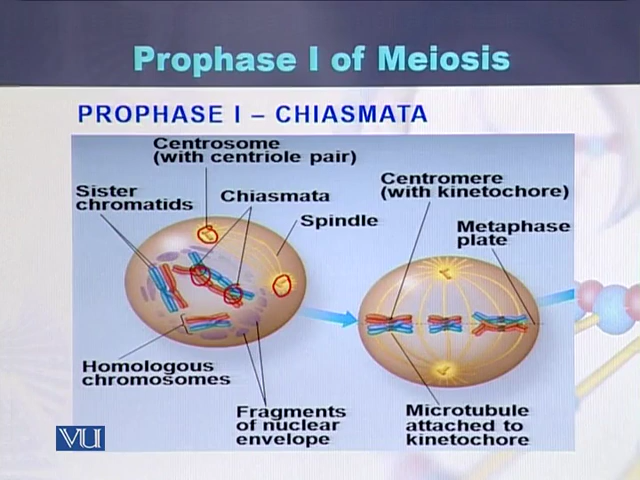 Prophase I of Meiosis
PROPHASE I – CHIASMATA
Centrosome
(with centriole pair)
Sister
chromatids
Chiasmata
Spindle
Centromere
(with kinetochore)
Metaphase
plate
Homologous
chromosomes
Fragments
of nuclear
envelope
Microtubule
attached to
kinetochore
VU